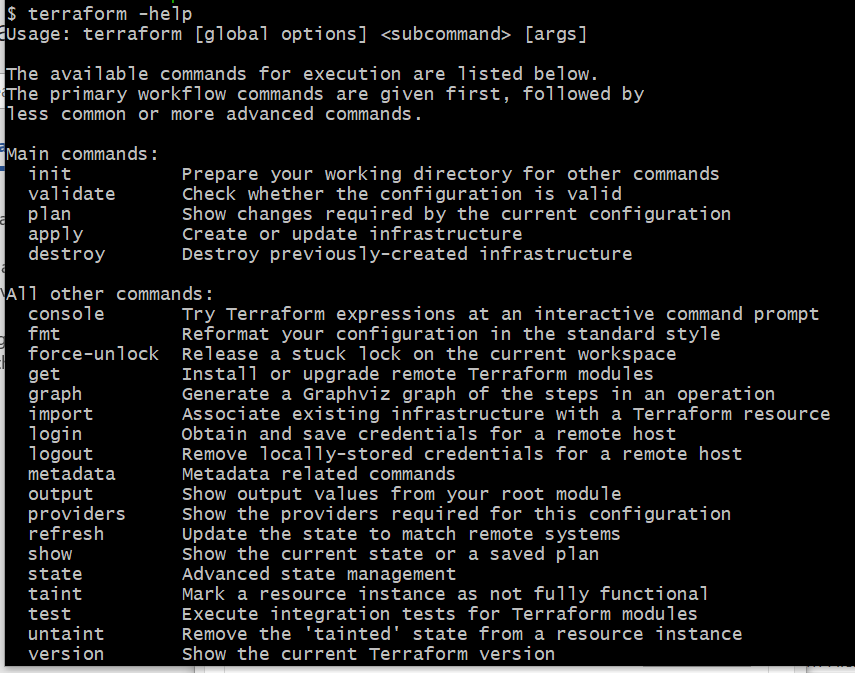 $ terraform -help
Usage: terraform [global options] <subcommand> [args]

The available commands for execution are listed below.
The primary workflow commands are given first, followed by
less common or more advanced commands.

Main commands:
  init          Prepare your working directory for other commands
  validate      Check whether the configuration is valid
  plan          Show changes required by the current configuration
  apply         Create or update infrastructure
  destroy       Destroy previously-created infrastructure

All other commands:
  console       Try Terraform expressions at an interactive command prompt
  fmt           Reformat your configuration in the standard style
  force-unlock  Release a stuck lock on the current workspace
  get           Install or upgrade remote Terraform modules
  graph         Generate a Graphviz graph of the steps in an operation
  import        Associate existing infrastructure with a Terraform resource
  login         Obtain and save credentials for a remote host
  logout        Remove locally-stored credentials for a remote host
  metadata      Metadata related commands
  output        Show output values from your root module
  providers     Show the providers required for this configuration
  refresh       Update the state to match remote systems
  show          Show the current state or a saved plan
  state         Advanced state management
  taint         Mark a resource instance as not fully functional
  test          Execute integration tests for Terraform modules
  untaint       Remove the 'tainted' state from a resource instance
  version       Show the current Terraform version